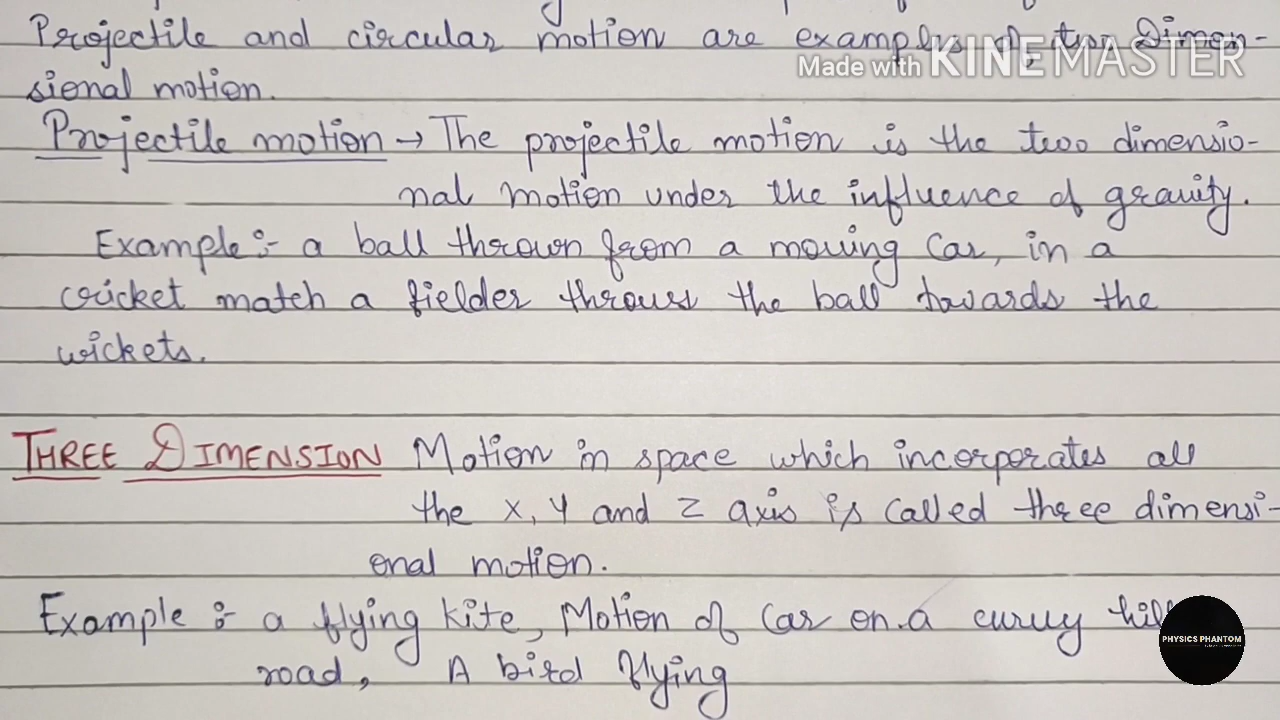 Projectile and circular motion are examples of two Dimen-
Made with KINEMASTER
sional motion.
Projectile motion → The projectile motion is the two dimensio-
nal motion under the influence of gravity.
Example :- a ball thrown from a moving Car, in a
cricket match a fielder throws the ball towards the
wickets.
THREE DIMENSION Motion in space which incorporates all
the X, Y and Z axis is called three dimensi-
onal motion.
Example :- a flying kite, Motion of Car on a curvy
PHYSICS PHANTOM
road, A bird flying